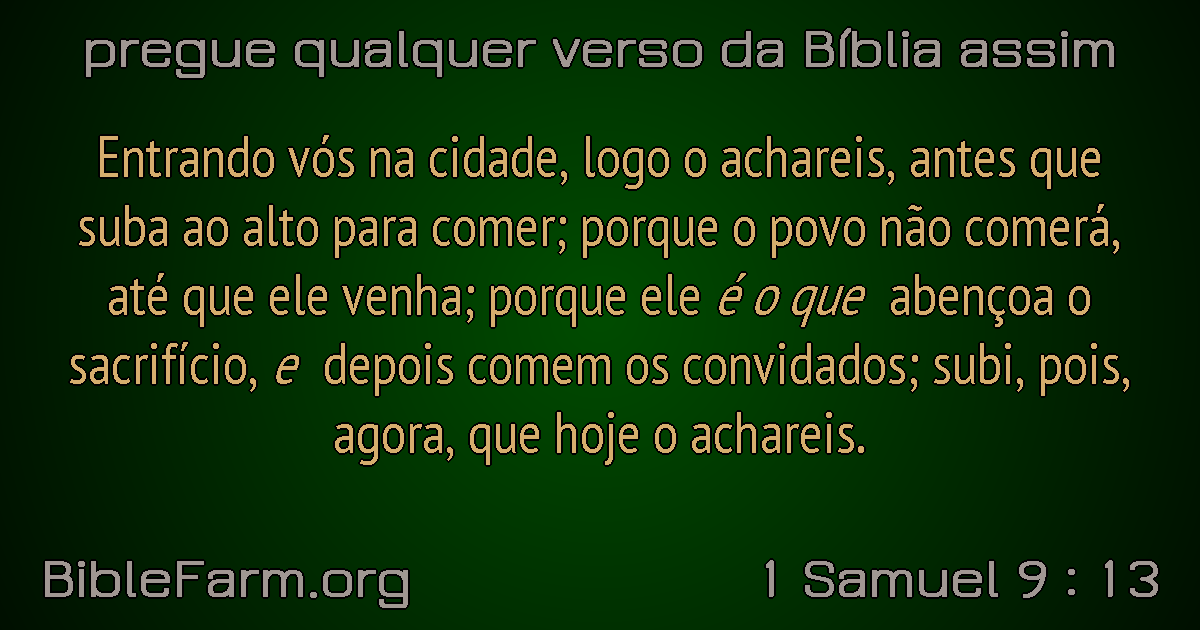 pregue qualquer verso da Bíblia assim
Entrando vós na cidade, logo o achareis, antes que
suba ao alto para comer; porque o povo não comerá,
até que ele venha; porque ele é o que abençoa o
sacrifício, e depois comem os convidados; subi, pois,
agora, que hoje o achareis.
BibleFarm.org
1 Samuel 9 : 13